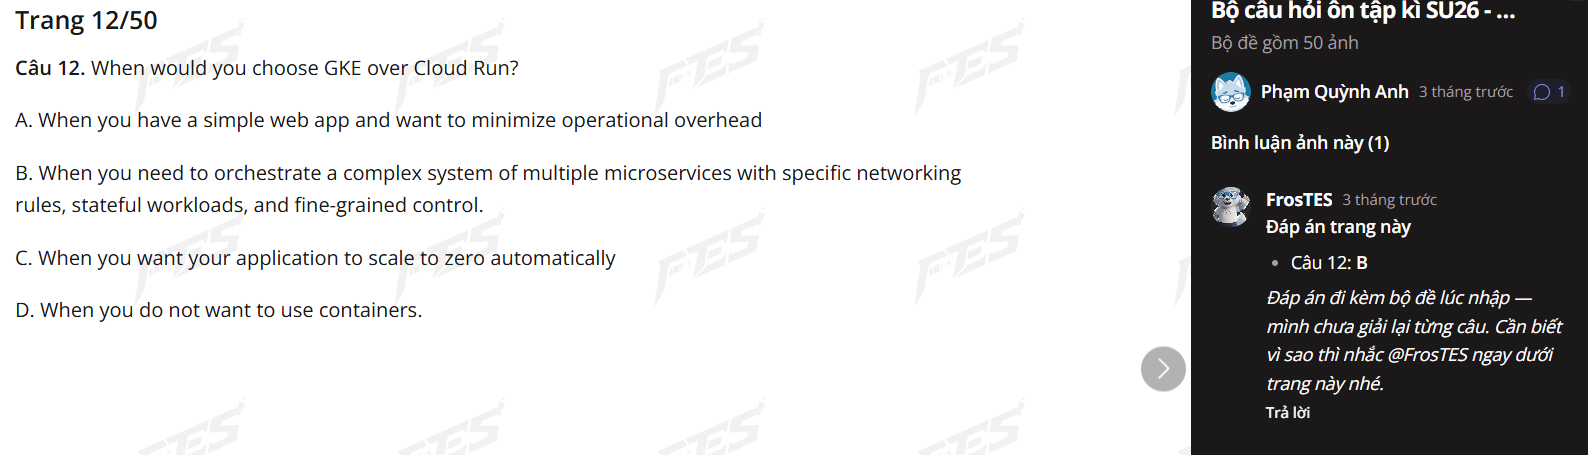 Trang 12/50
Câu 12. When would you choose GKE over Cloud Run?
A. When you have a simple web app and want to minimize operational overhead
B. When you need to orchestrate a complex system of multiple microservices with specific networking
rules, stateful workloads, and fine-grained control.
C. When you want your application to scale to zero automatically
D. When you do not want to use containers.
Bộ câu hỏi ôn tập kì SU26 - ...
Bộ đề gồm 50 ảnh
Phạm Quỳnh Anh 3 tháng trước 1
Bình luận ảnh này (1)
FrosTES 3 tháng trước
Đáp án trang này
• Câu 12: B
Đáp án đi kèm bộ đề lúc nhập —
mình chưa giải lại từng câu. Cần biết
vì sao thì nhắc @FrosTES ngay dưới
trang này nhé.
Trả lời